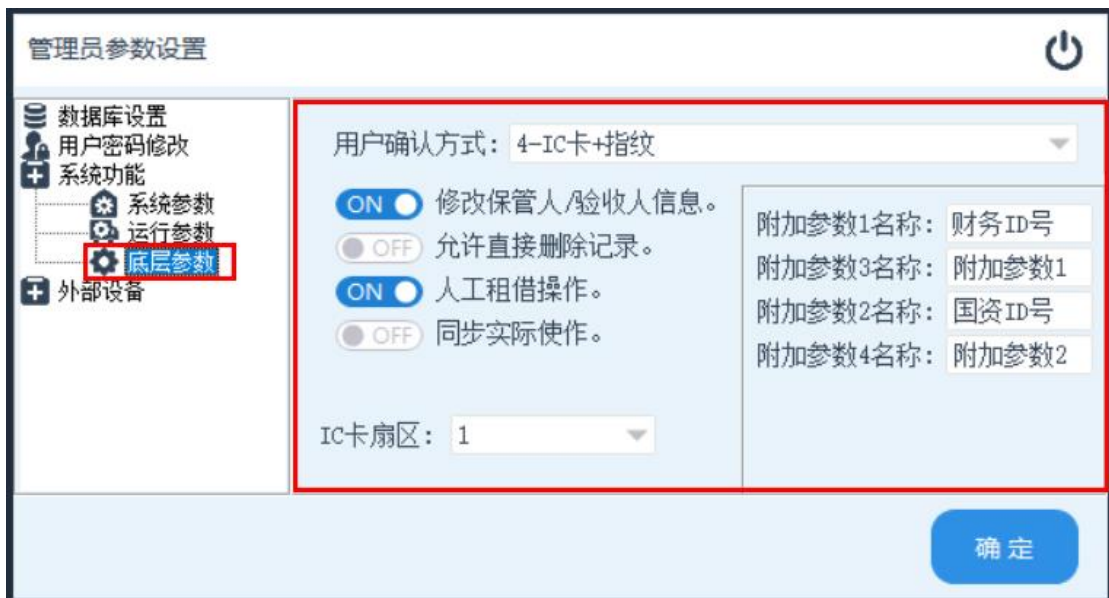 管理员参数设置
数据库设置
用户密码修改
系统功能
系统参数
运行参数
底层参数
外部设备
用户确认方式：4-IC卡+指纹
ON 修改保管人/验收人信息。
OFF 允许直接删除记录。
ON 人工租借操作。
OFF 同步实际使作。
IC卡扇区：1
附加参数1名称：财务ID号
附加参数3名称：附加参数1
附加参数2名称：国资ID号
附加参数4名称：附加参数2
确定